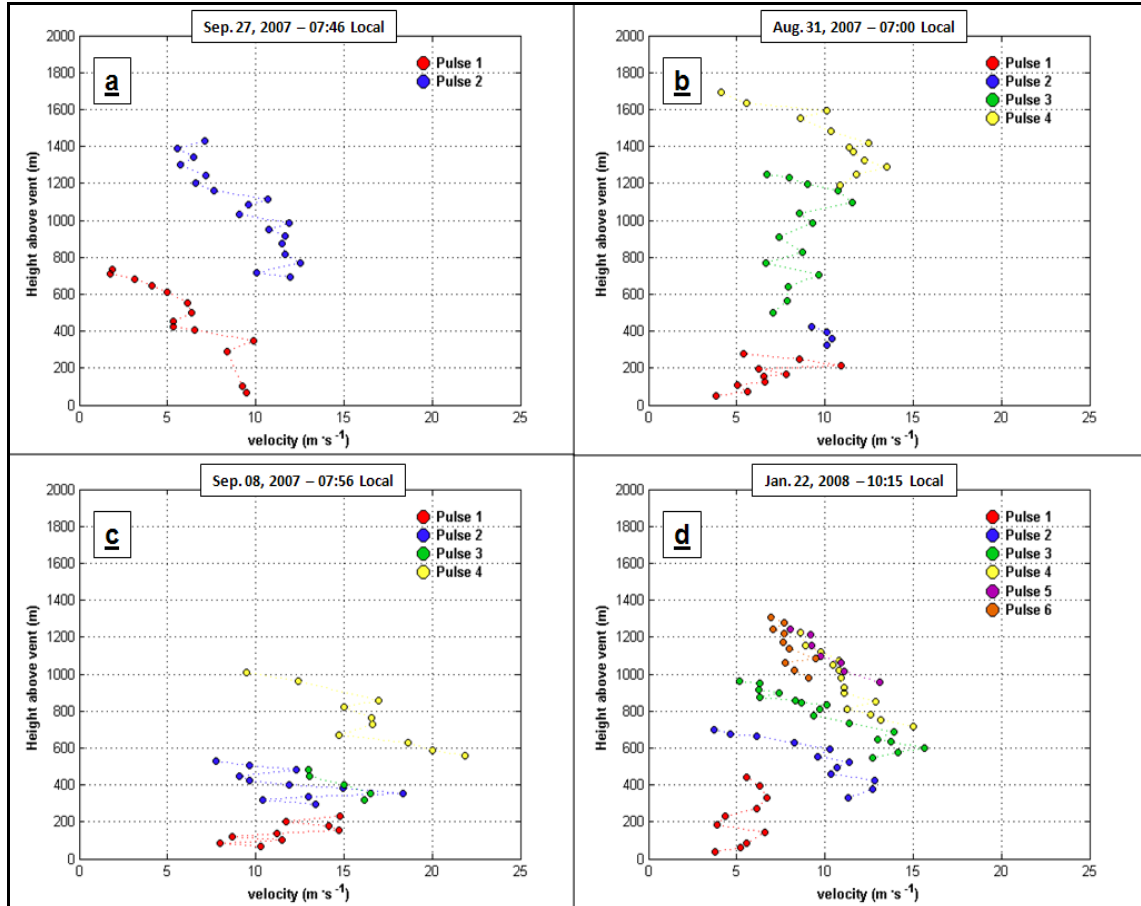 Sep. 27, 2007 – 07:46 Local
a
Pulse 1
Pulse 2
2000
1800
1600
1400
1200
1000
800
600
400
200
0
Height above vent (m)
0 5 10 15 20 25
velocity (m · s⁻¹)
Aug. 31, 2007 – 07:00 Local
b
Pulse 1
Pulse 2
Pulse 3
Pulse 4
2000
1800
1600
1400
1200
1000
800
600
400
200
0
Height above vent (m)
0 5 10 15 20 25
velocity (m · s⁻¹)
Sep. 08, 2007 – 07:56 Local
c
Pulse 1
Pulse 2
Pulse 3
Pulse 4
2000
1800
1600
1400
1200
1000
800
600
400
200
0
Height above vent (m)
0 5 10 15 20 25
velocity (m · s⁻¹)
Jan. 22, 2008 – 10:15 Local
d
Pulse 1
Pulse 2
Pulse 3
Pulse 4
Pulse 5
Pulse 6
2000
1800
1600
1400
1200
1000
800
600
400
200
0
Height above vent (m)
0 5 10 15 20 25
velocity (m · s⁻¹)